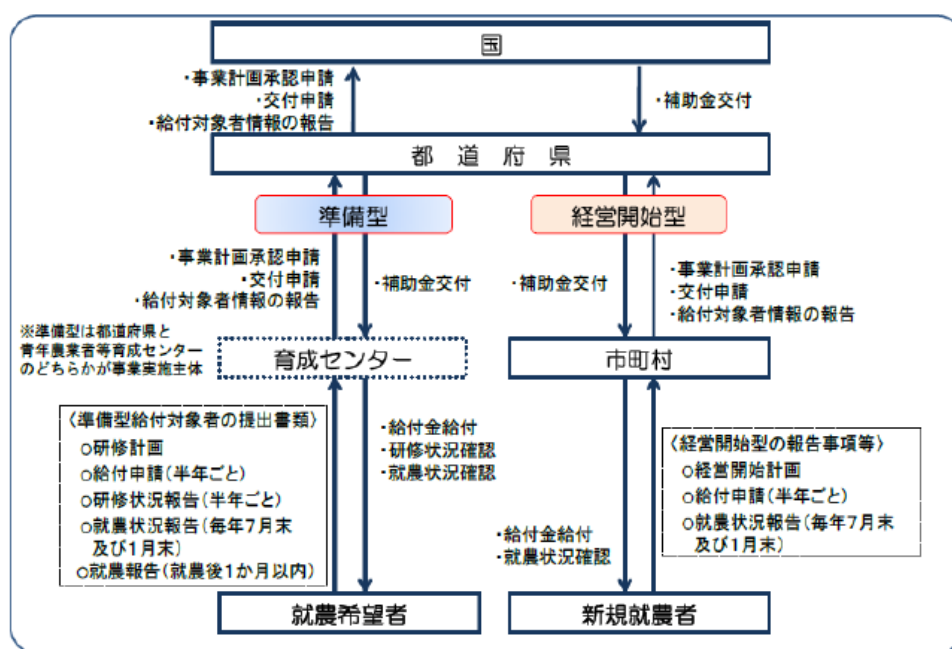 国
・事業計画承認申請
・交付申請
・給付対象者情報の報告
・補助金交付
都道府県
準備型
経営開始型
・事業計画承認申請
・交付申請
・給付対象者情報の報告
・補助金交付
・補助金交付
・事業計画承認申請
・交付申請
・給付対象者情報の報告
※準備型は都道府県と
青年農業者等育成センター
のどちらかが事業実施主体
育成センター
市町村
〈準備型給付対象者の提出書類〉
○研修計画
○給付申請(半年ごと)
○研修状況報告(半年ごと)
○就農状況報告(毎年7月末
及び1月末)
○就農報告(就農後1か月以内)
・給付金給付
・研修状況確認
・就農状況確認
・給付金給付
・就農状況確認
〈経営開始型の報告事項等〉
○経営開始計画
○給付申請(半年ごと)
○就農状況報告(毎年7月末
及び1月末)
就農希望者
新規就農者